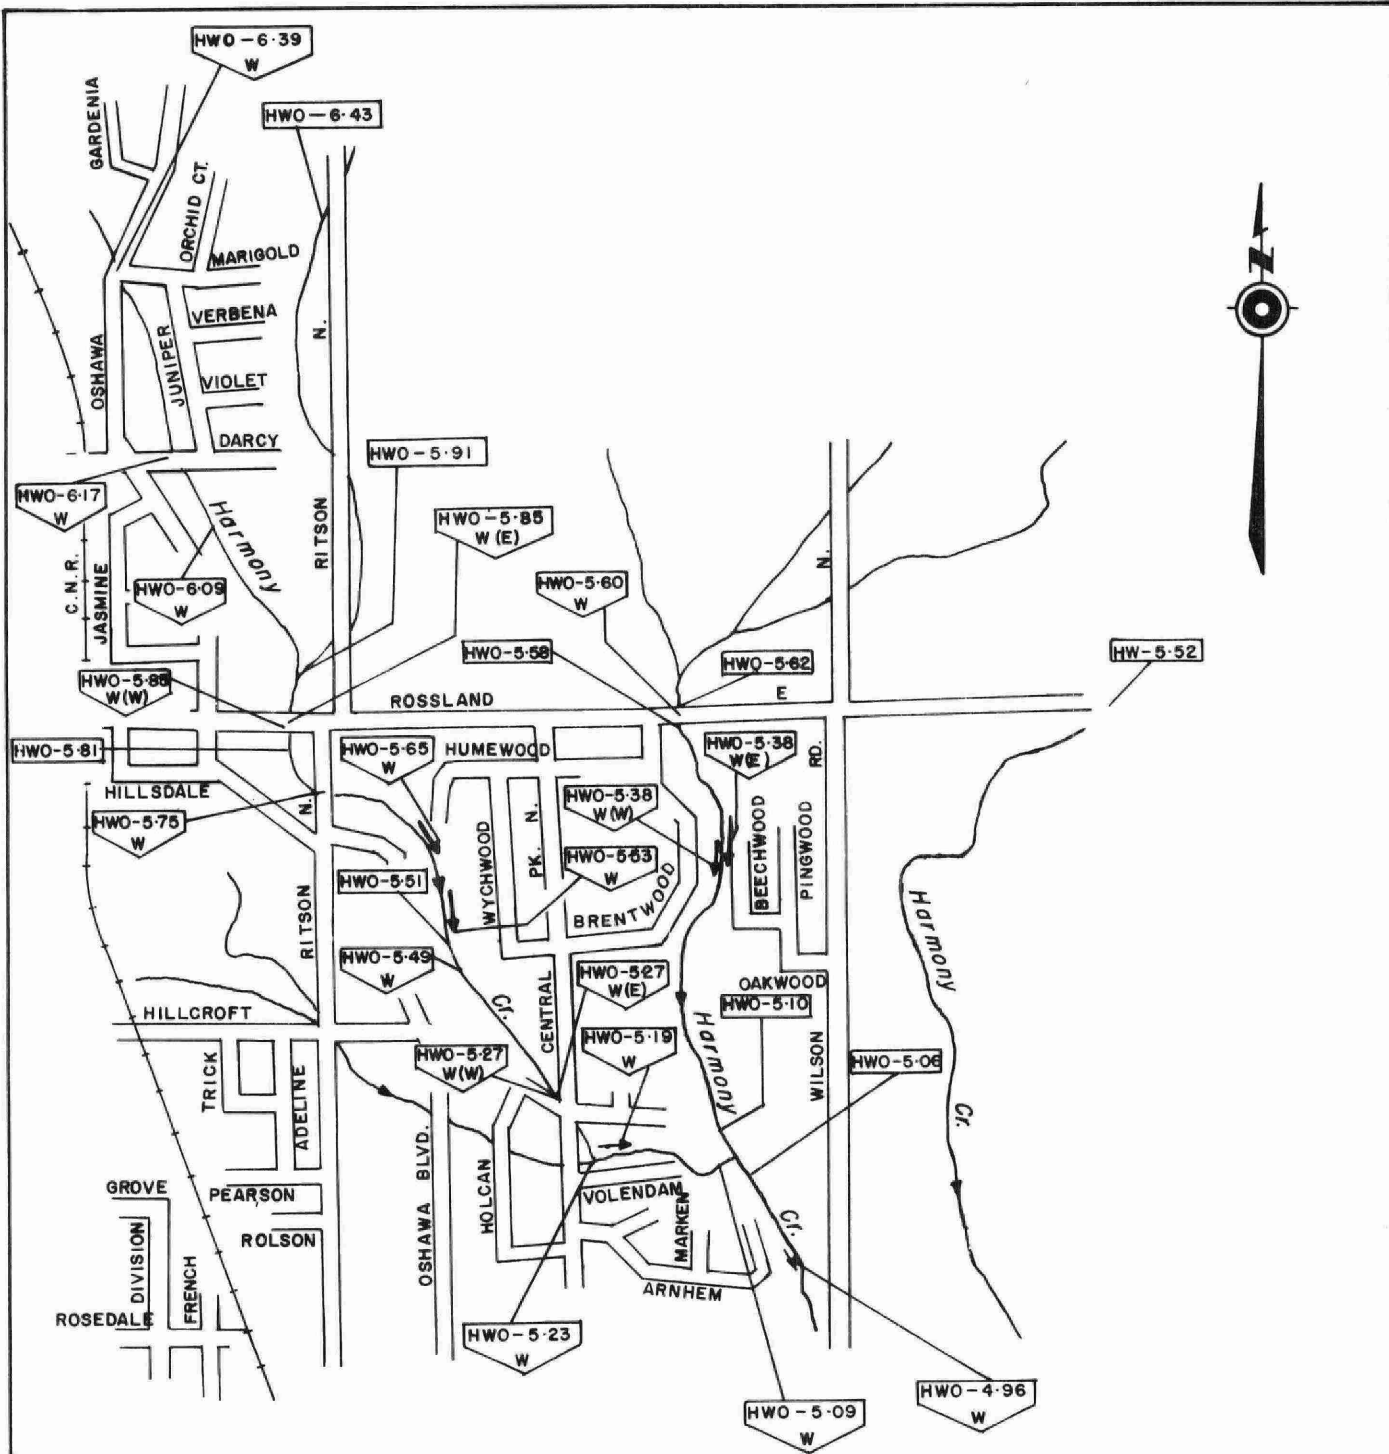 HWO-6·39
W
HWO-6·43
GARDENIA
ORCHID CT.
MARIGOLD
N
VERBENA
N.
OSHAWA
JUNIPER
VIOLET
DARCY
HWO-5·91
HWO-6·17
W
RITSON
HWO-5·85
W (E)
Harmony
N.
C.N.R.
JASMINE
HWO-6·09
W
HWO-5·60
W
HWO-5·58
HWO-5·62
HW-5·52
HWO-5·85
W(W)
ROSSLAND
E
HWO-5·81
HWO-5·65
W
HUMEWOOD
HWO-5·38
W(E)
RD.
HILLSDALE
N.
HWO-5·38
W(W)
HWO-5·75
W
WYCHWOOD
PK. N.
BEECHWOOD
PINGWOOD
HWO-5·53
W
HWO-5·51
BRENTWOOD
RITSON
Harmony
HWO-5·49
W
HWO-5·27
W(E)
OAKWOOD
HWO-5·10
HILLCROFT
Cr.
CENTRAL
HWO-5·19
W
Harmony
HWO-5·27
W(W)
WILSON
HWO-5·06
TRICK
ADELINE
Cr.
OSHAWA BLVD.
HOLCAN
GROVE
PEARSON
VOLENDAM
MARKEN
Cr.
ROLSON
DIVISION
FRENCH
ARNHEM
ROSEDALE
HWO-5·23
W
HWO-4·96
W
HWO-5·09
W